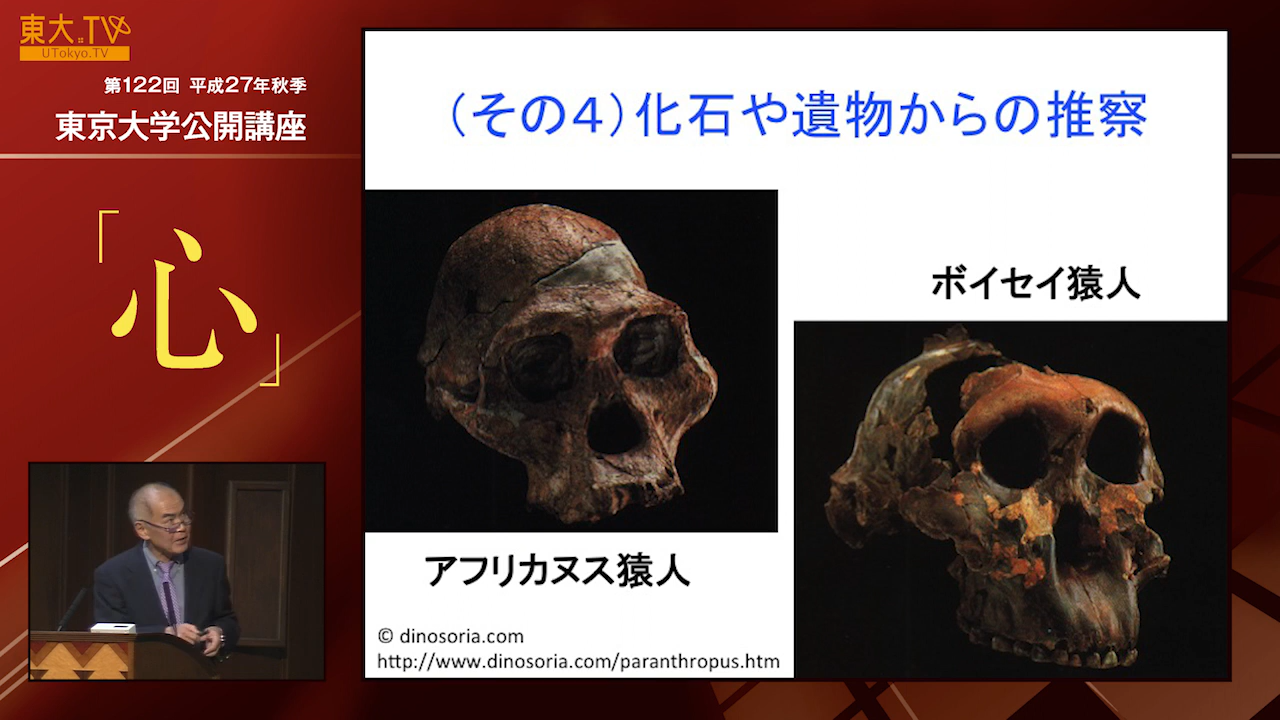 東大.TV
UTokyo.TV
第122回 平成27年秋季
東京大学公開講座
「心」
（その4）化石や遺物からの推察
ボイセイ猿人
アフリカヌス猿人
© dinosoria.com
http://www.dinosoria.com/paranthropus.htm